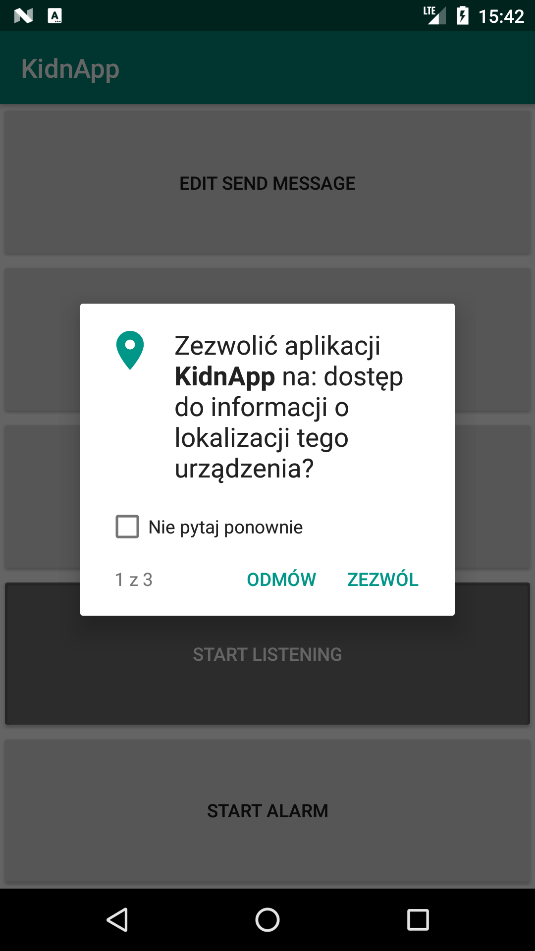 LTE 15:42
KidnApp
EDIT SEND MESSAGE
Zezwolić aplikacji
KidnApp na: dostęp
do informacji o
lokalizacji tego
urządzenia?
Nie pytaj ponownie
1 z 3 ODMÓW ZEZWÓL
START LISTENING
START ALARM